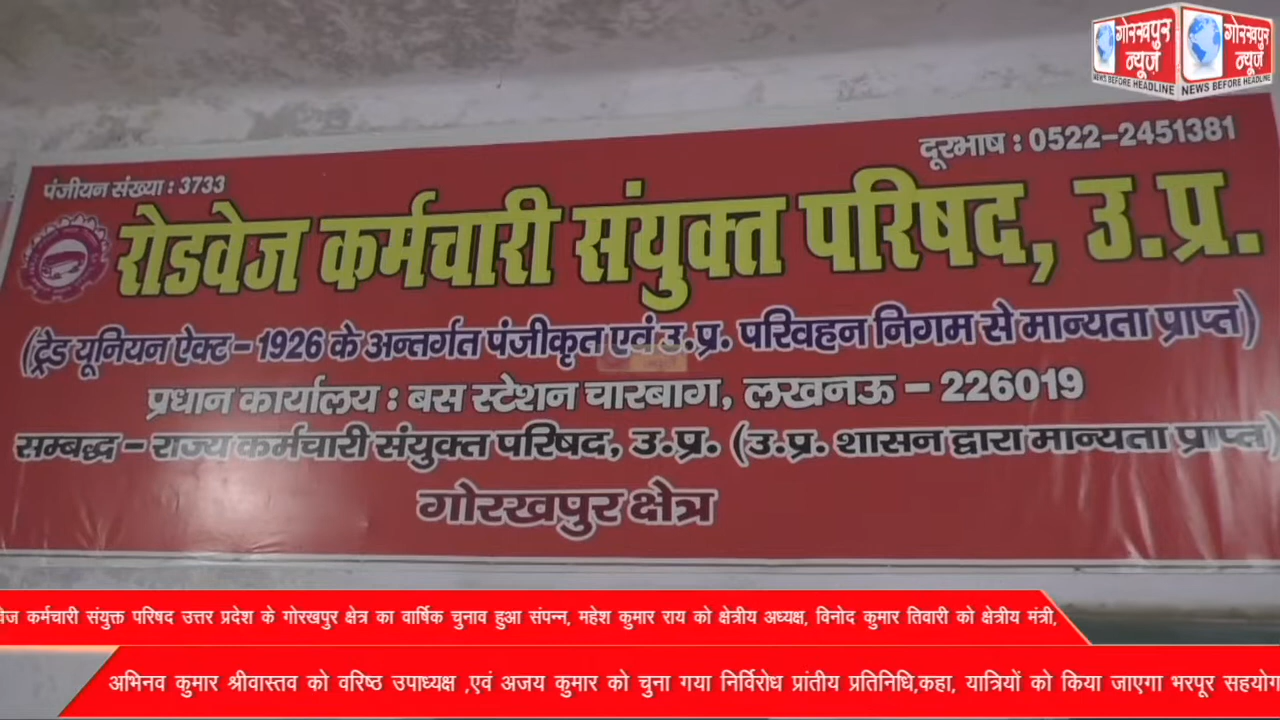 गोरखपुर न्यूज़ NEWS BEFORE HEADLINE
गोरखपुर न्यूज़ NEWS BEFORE HEADLINE
पंजीयन संख्या : 3733
दूरभाष : 0522-2451381
रोडवेज कर्मचारी संयुक्त परिषद, उ.प्र.
(ट्रेड यूनियन ऐक्ट - 1926 के अन्तर्गत पंजीकृत एवं उ.प्र. परिवहन निगम से मान्यता प्राप्त)
प्रधान कार्यालय : बस स्टेशन चारबाग, लखनऊ - 226019
सम्बद्ध - राज्य कर्मचारी संयुक्त परिषद, उ.प्र. (उ.प्र. शासन द्वारा मान्यता प्राप्त)
गोरखपुर क्षेत्र
कर्मचारी संयुक्त परिषद उत्तर प्रदेश के गोरखपुर क्षेत्र का वार्षिक चुनाव हुआ संपन्न, महेश कुमार राय को क्षेत्रीय अध्यक्ष, विनोद कुमार तिवारी को क्षेत्रीय मंत्री,
अभिनव कुमार श्रीवास्तव को वरिष्ठ उपाध्यक्ष ,एवं अजय कुमार को चुना गया निर्विरोध प्रांतीय प्रतिनिधि,कहा, यात्रियों को किया जाएगा भरपूर सहयोग